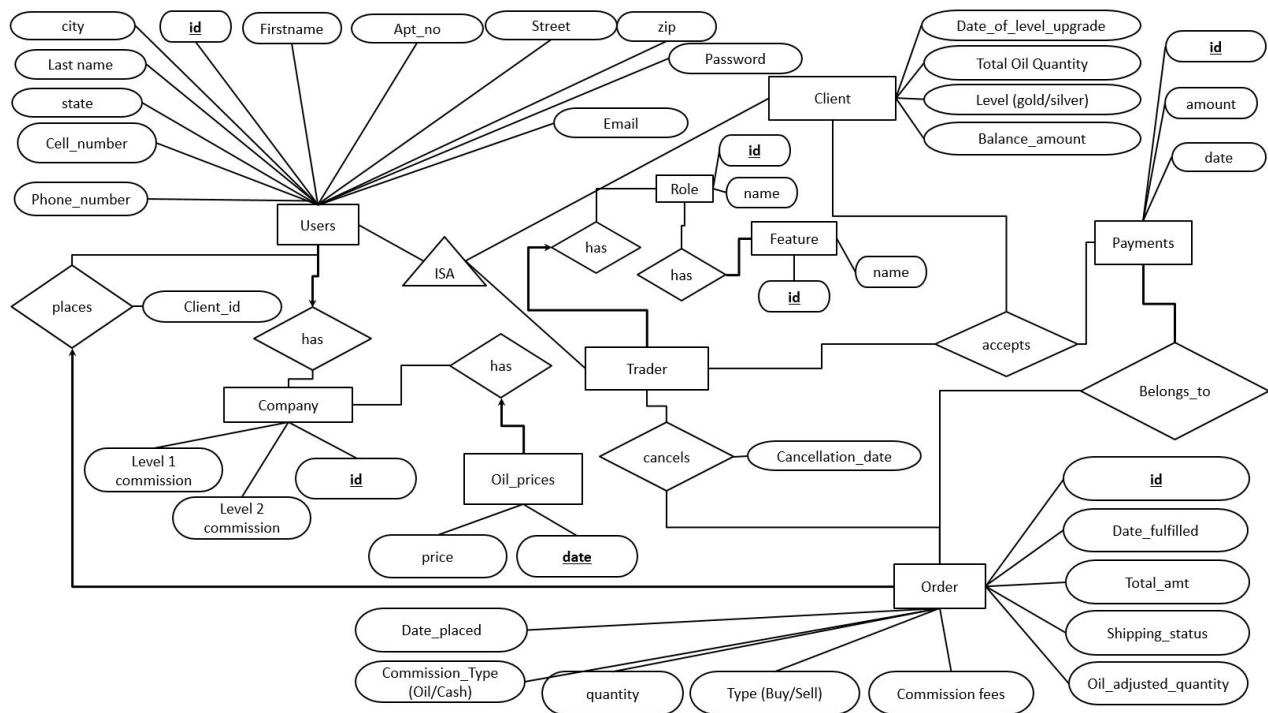 city
id
Firstname
Apt_no
Street
zip
Last name
Password
state
Email
Cell_number
Phone_number
Users
Date_of_level_upgrade
Total Oil Quantity
Level (gold/silver)
Balance_amount
Client
id
amount
date
Payments
id
Role
name
has
Feature
name
has
id
ISA
places
Client_id
has
has
Trader
accepts
Belongs_to
Company
Level 1
commission
id
Level 2
commission
Oil_prices
price
date
cancels
Cancellation_date
Order
id
Date_fulfilled
Total_amt
Shipping_status
Oil_adjusted_quantity
Date_placed
Commission_Type
(Oil/Cash)
quantity
Type (Buy/Sell)
Commission fees